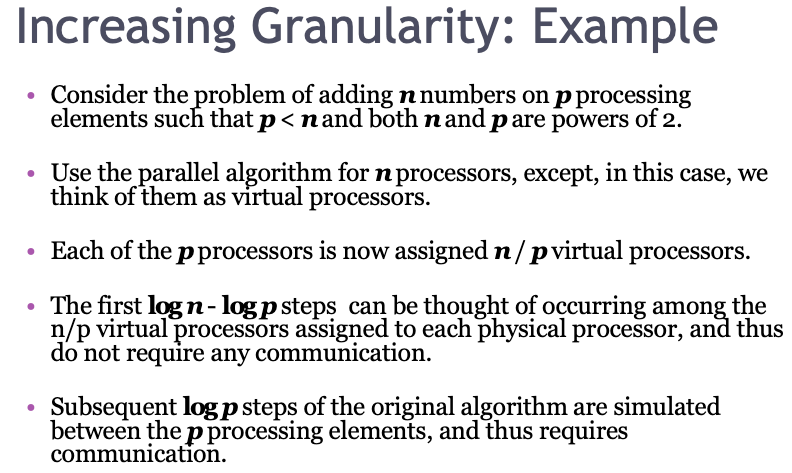 Increasing Granularity: Example
• Consider the problem of adding n numbers on p processing
elements such that p < n and both n and p are powers of 2.
• Use the parallel algorithm for n processors, except, in this case, we
think of them as virtual processors.
• Each of the p processors is now assigned n / p virtual processors.
• The first log n - log p steps can be thought of occurring among the
n/p virtual processors assigned to each physical processor, and thus
do not require any communication.
• Subsequent log p steps of the original algorithm are simulated
between the p processing elements, and thus requires
communication.